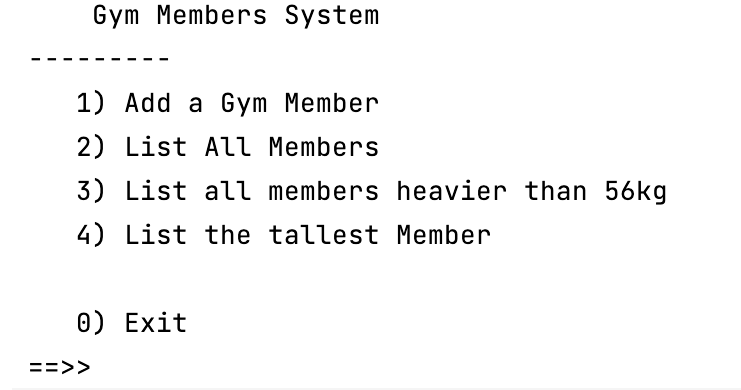 Gym Members System
---------
1) Add a Gym Member
2) List All Members
3) List all members heavier than 56kg
4) List the tallest Member
0) Exit
==>>